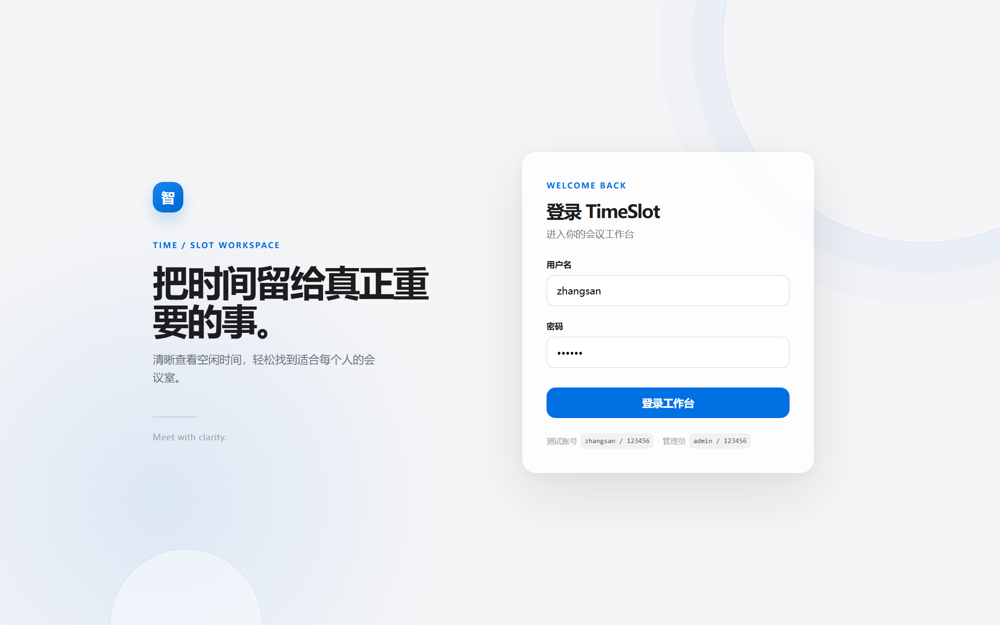 智
TIME / SLOT WORKSPACE
把时间留给真正重
要的事。
清晰查看空闲时间，轻松找到适合每个人的会
议室。
Meet with clarity.
WELCOME BACK
登录 TimeSlot
进入你的会议工作台
用户名
zhangsan
密码
••••••
登录工作台
测试账号 zhangsan / 123456 · 管理员 admin / 123456